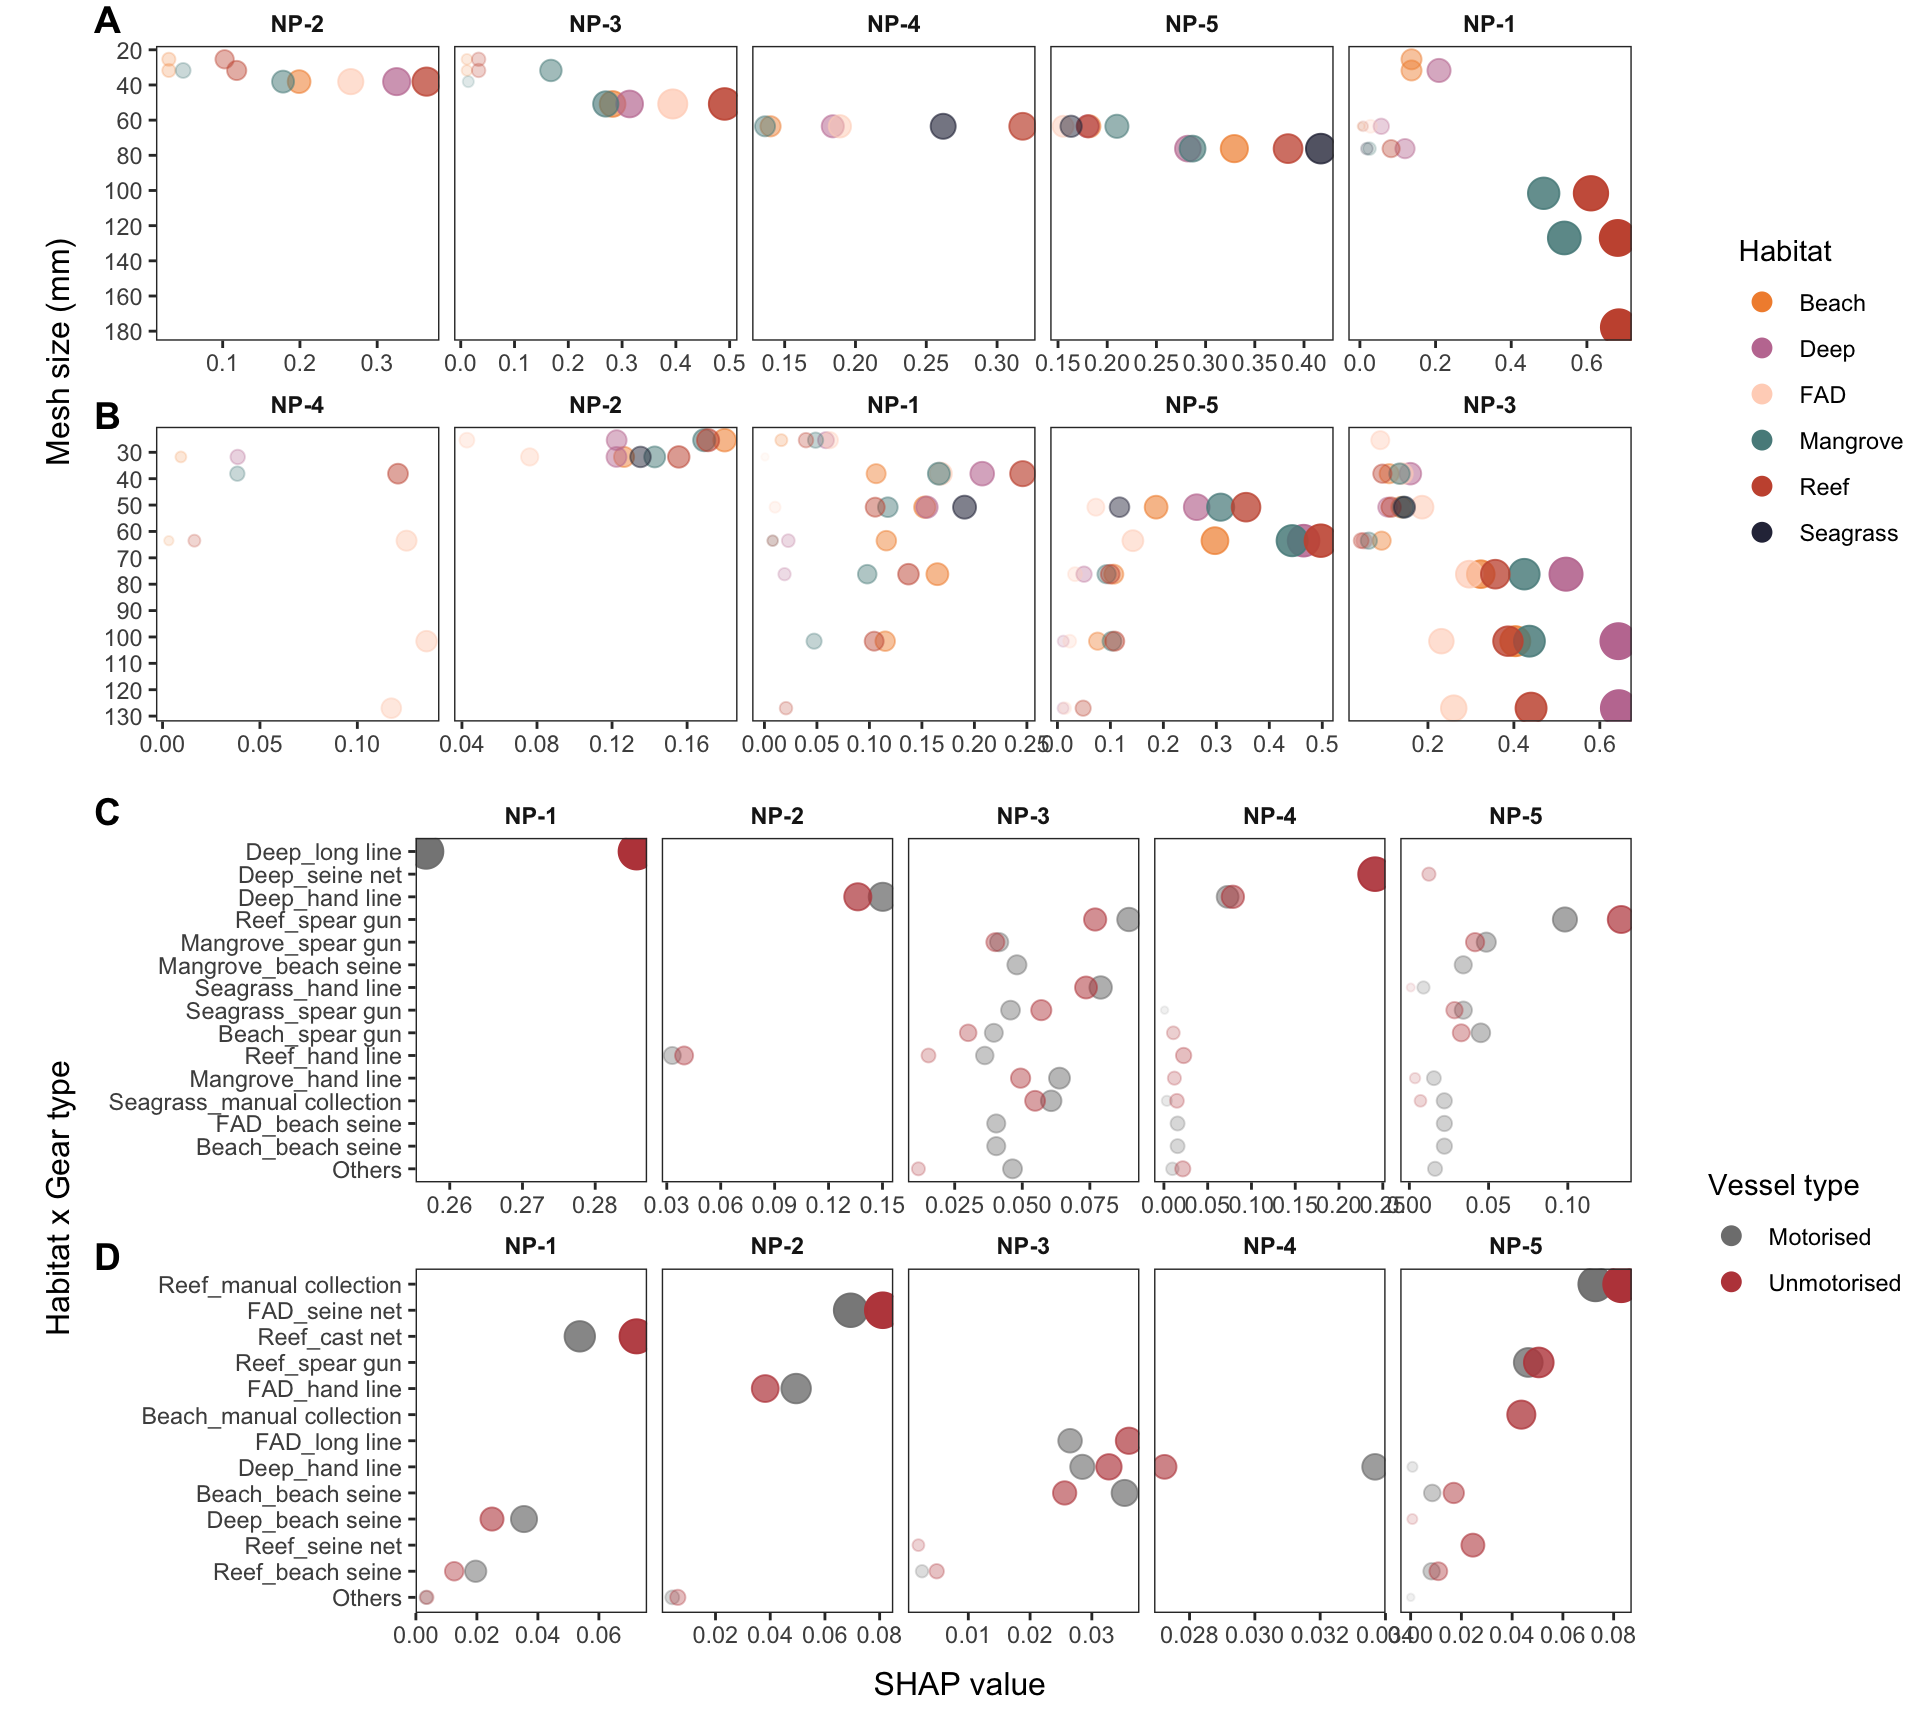 A
NP-2 NP-3 NP-4 NP-5 NP-1
20
40
60
80
100
120
140
160
180
0.1 0.2 0.3 0.0 0.1 0.2 0.3 0.4 0.5 0.15 0.20 0.25 0.30 0.15 0.20 0.25 0.30 0.35 0.40 0.0 0.2 0.4 0.6
Mesh size (mm)
B
NP-4 NP-2 NP-1 NP-5 NP-3
30
40
50
60
70
80
90
100
110
120
130
0.00 0.05 0.10 0.04 0.08 0.12 0.16 0.00 0.05 0.10 0.15 0.20 0.25 0.0 0.1 0.2 0.3 0.4 0.5 0.2 0.4 0.6
Habitat
Beach
Deep
FAD
Mangrove
Reef
Seagrass
C
NP-1 NP-2 NP-3 NP-4 NP-5
Deep_long line
Deep_seine net
Deep_hand line
Reef_spear gun
Mangrove_spear gun
Mangrove_beach seine
Seagrass_hand line
Seagrass_spear gun
Beach_spear gun
Reef_hand line
Mangrove_hand line
Seagrass_manual collection
FAD_beach seine
Beach_beach seine
Others
0.26 0.27 0.28 0.03 0.06 0.09 0.12 0.15 0.025 0.050 0.075 0.00 0.05 0.10 0.15 0.20 0.25 0.00 0.05 0.10
Habitat x Gear type
D
NP-1 NP-2 NP-3 NP-4 NP-5
Reef_manual collection
FAD_seine net
Reef_cast net
Reef_spear gun
FAD_hand line
Beach_manual collection
FAD_long line
Deep_hand line
Beach_beach seine
Deep_beach seine
Reef_seine net
Reef_beach seine
Others
0.00 0.02 0.04 0.06 0.02 0.04 0.06 0.08 0.01 0.02 0.03 0.028 0.030 0.032 0.034 0.00 0.02 0.04 0.06 0.08
SHAP value
Vessel type
Motorised
Unmotorised